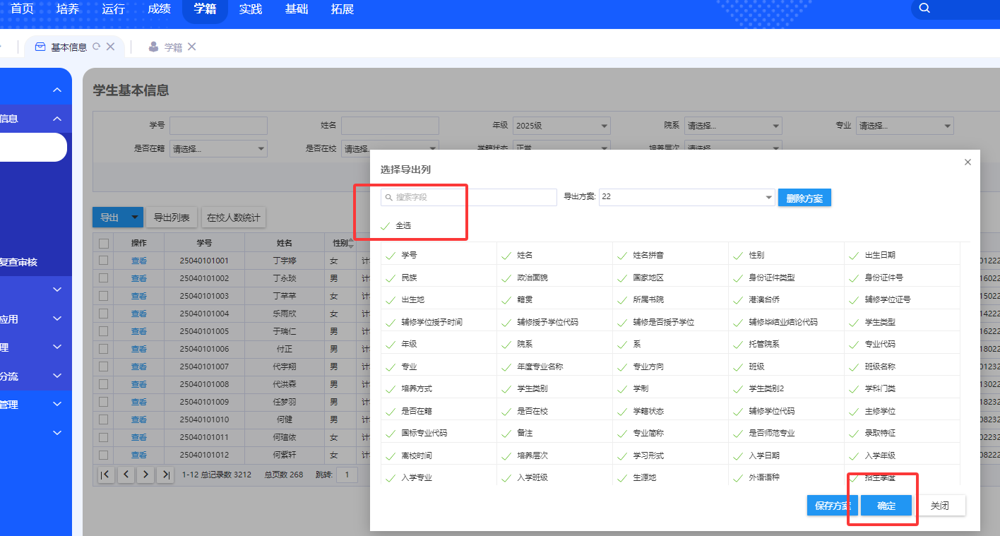 首页 培养 运行 成绩 学籍 实践 基础 拓展
基本信息 学籍
学生基本信息
信息
学号 姓名 年级 2025级 院系 请选择... 专业 请选择...
是否在籍 请选择... 是否在校 请选择... 学籍状态 正常 培养层次 请选择...
选择导出列
搜索字段 导出方案: 22 删除方案
导出 导出列表 在校人数统计
全选
操作 学号 姓名 性别
查看 25040101001 丁宇婷 女 计
查看 25040101002 丁永琰 男 计
查看 25040101003 丁芊芊 女 计
查看 25040101004 乐雨欣 女 计
查看 25040101005 于瑞仁 男 计
查看 25040101006 付正 男 计
查看 25040101007 代宇翔 男 计
查看 25040101008 代洪森 男 计
查看 25040101009 任梦羽 男 计
查看 25040101010 何健 男 计
查看 25040101011 何瑄依 女 计
查看 25040101012 何紫轩 女 计
1-12 总记录数 3212 总页数 268 跳转: 1
复查审核
应用
理
分流
管理
学号 姓名 姓名拼音 性别 出生日期
民族 政治面貌 国家地区 身份证件类型 身份证件号
出生地 籍贯 所属书院 港澳台侨 辅修学位证号
辅修学位授予时间 辅修授予学位代码 辅修是否授予学位 辅修毕结业结论代码 学生类型
年级 院系 系 托管院系 专业代码
专业 年度专业名称 专业方向 班级 班级名称
培养方式 学生类别 学制 学生类别2 学科门类
是否在籍 是否在校 学籍状态 辅修学位代码 主修学位
国标专业代码 备注 专业简称 是否师范专业 录取特征
离校时间 培养层次 学习形式 入学日期 入学年级
入学专业 入学班级 生源地 外语语种 招生季度
保存方案 确定 关闭
01222
16022
15022
14222
16222
18022
01232
13022
18232
08232
02232
08222